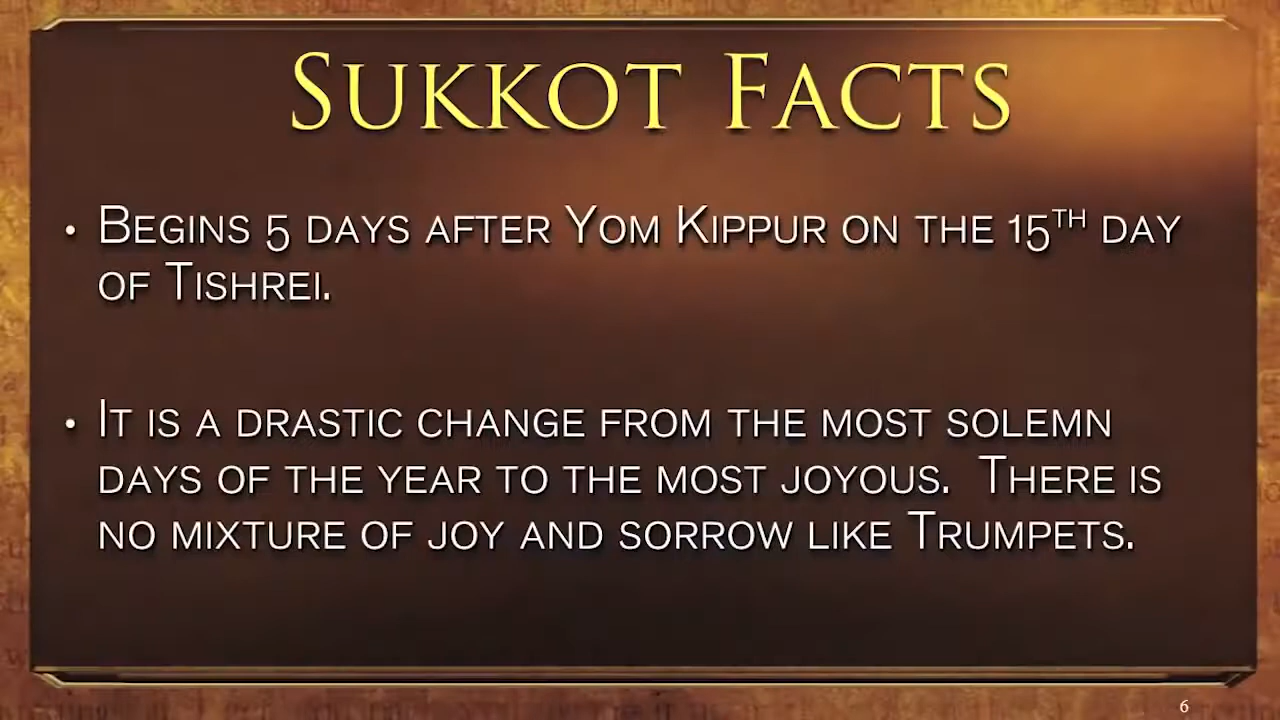 Sukkot Facts
• Begins 5 days after Yom Kippur on the 15th day
of Tishrei.
• It is a drastic change from the most solemn
days of the year to the most joyous. There is
no mixture of joy and sorrow like Trumpets.
6